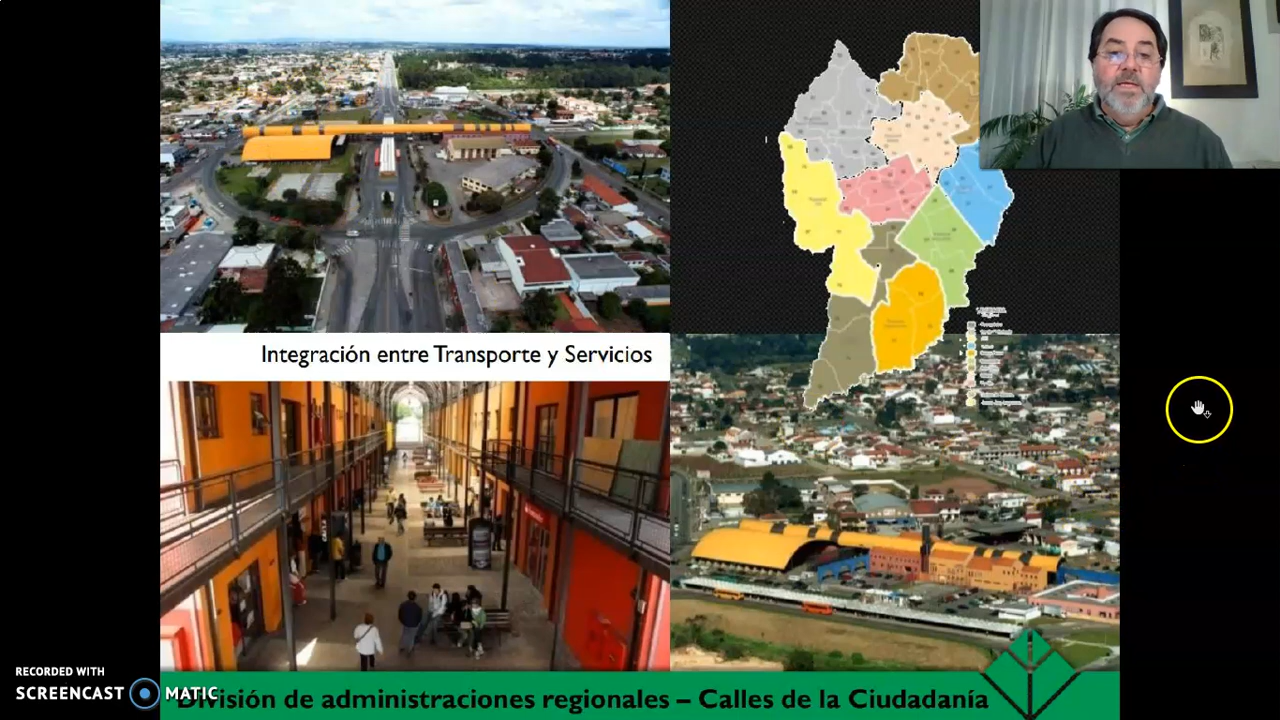 Integración entre Transporte y Servicios
RECORDED WITH
SCREENCAST MATIC
División de administraciones regionales – Calles de la Ciudadanía